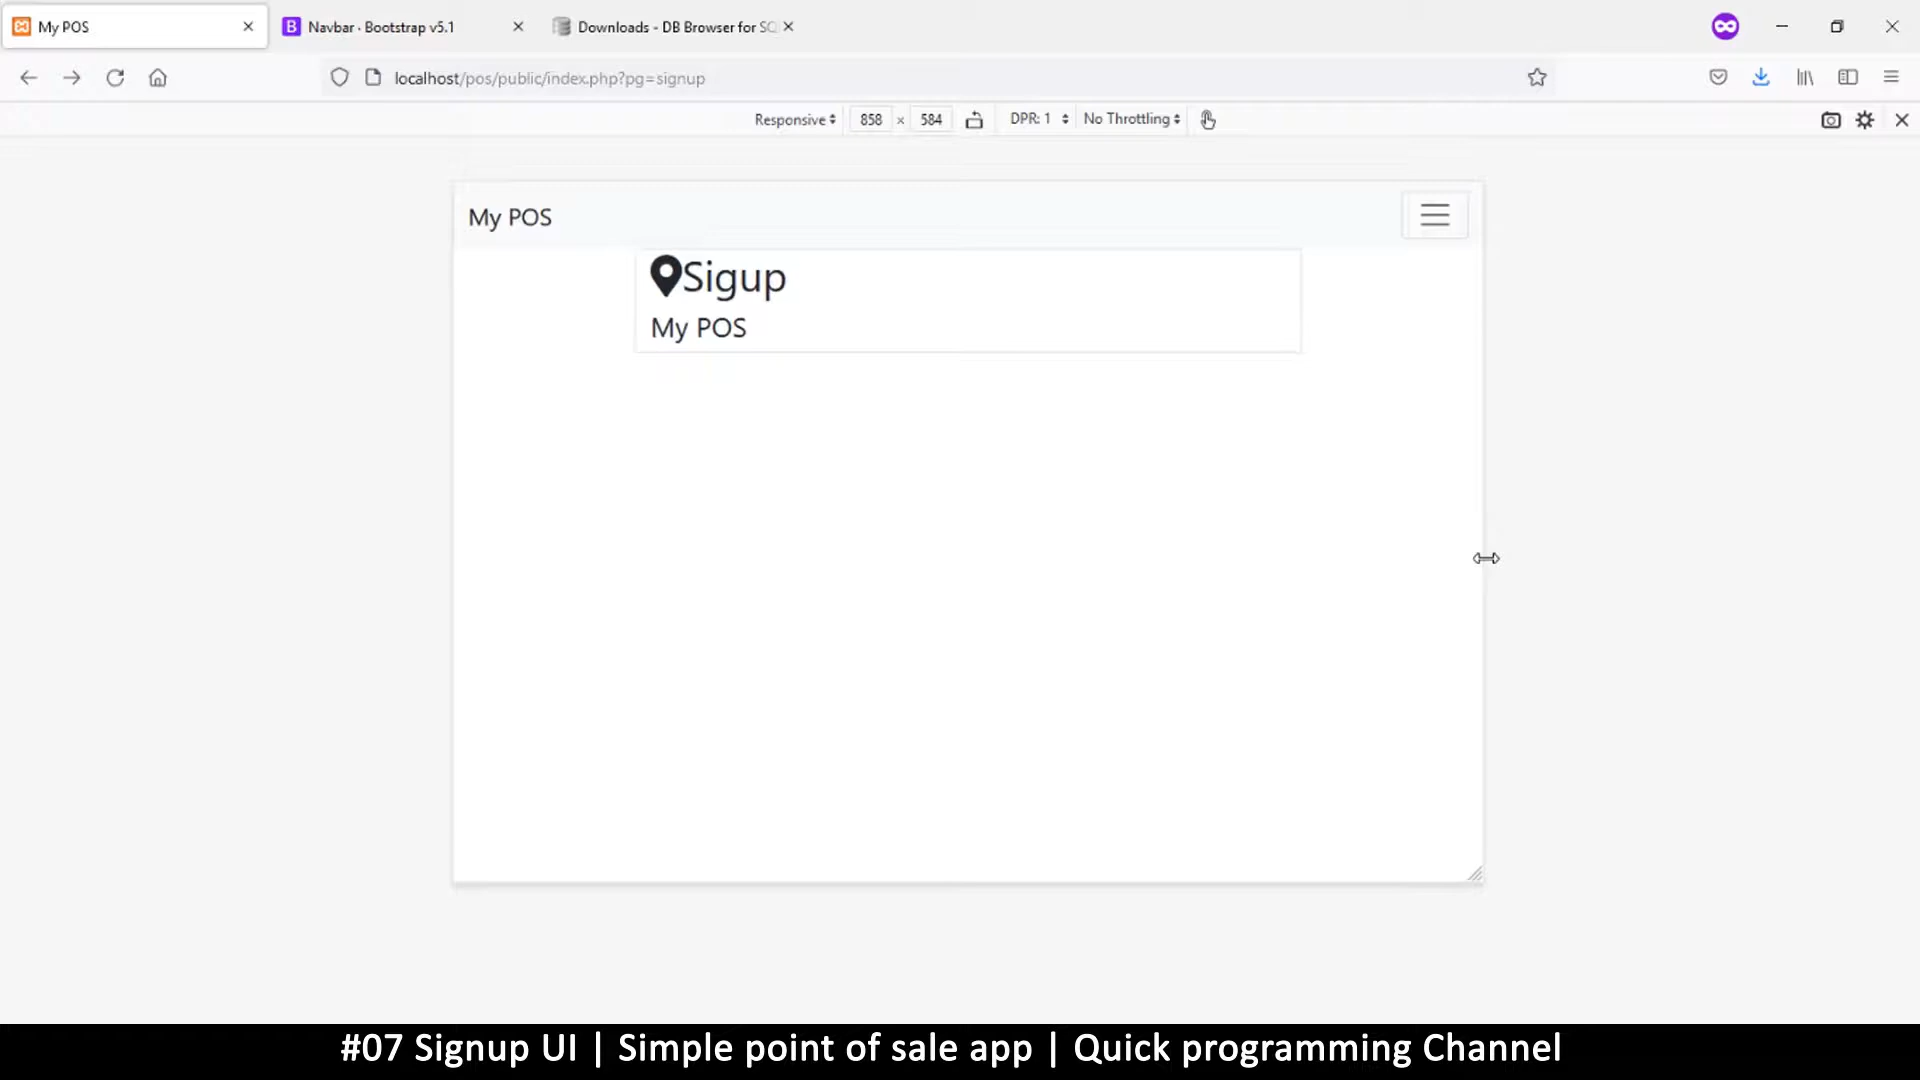 My POS
Navbar · Bootstrap v5.1
Downloads - DB Browser for SQ
localhost/pos/public/index.php?pg=signup
Responsive 858 × 584 DPR: 1 No Throttling
My POS
Sigup
My POS
#07 Signup UI | Simple point of sale app | Quick programming Channel